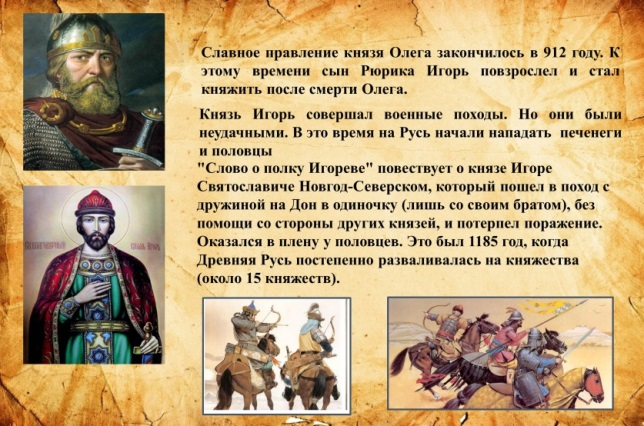 Славное правление князя Олега закончилось в 912 году. К
этому времени сын Рюрика Игорь повзрослел и стал
княжить после смерти Олега.
Князь Игорь совершал военные походы. Но они были
неудачными. В это время на Русь начали нападать печенеги
и половцы
"Слово о полку Игореве" повествует о князе Игоре
Святославиче Новгод-Северском, который пошел в поход с
дружиной на Дон в одиночку (лишь со своим братом), без
помощи со стороны других князей, и потерпел поражение.
Оказался в плену у половцев. Это был 1185 год, когда
Древняя Русь постепенно разваливалась на княжества
(около 15 княжеств).